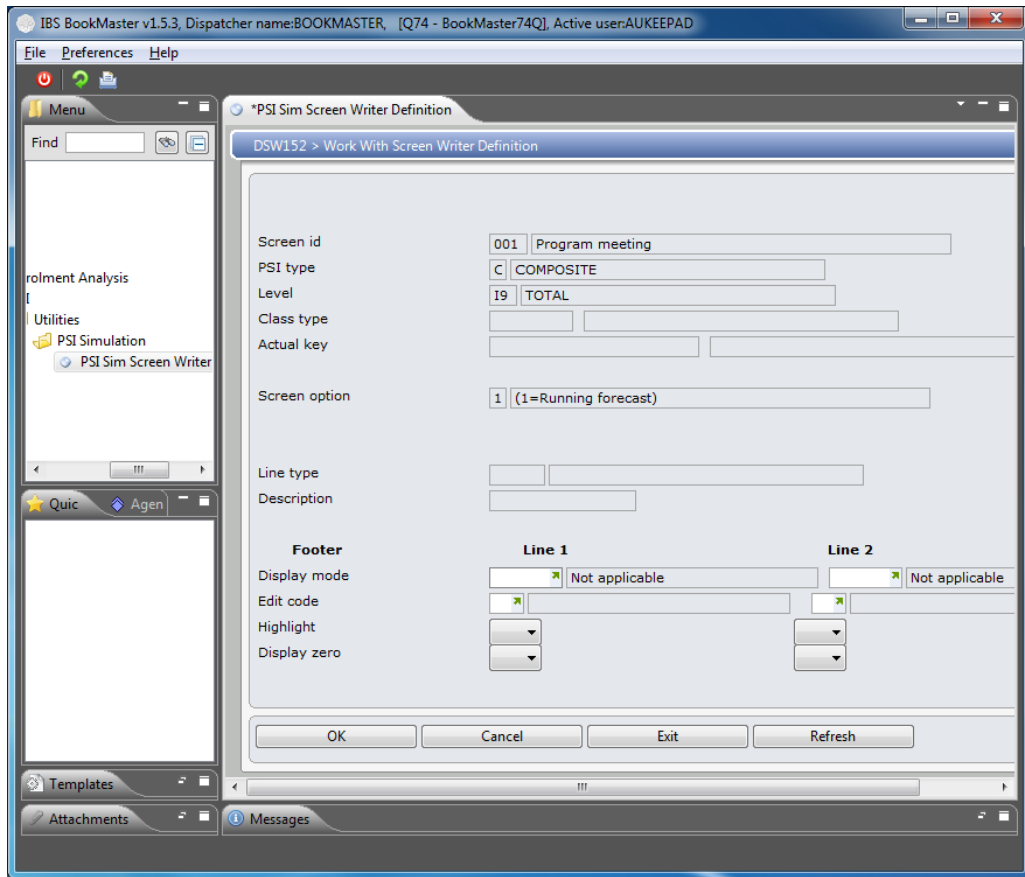 IBS BookMaster v1.5.3, Dispatcher name:BOOKMASTER, [Q74 - BookMaster74Q], Active user:AUKEEPAD
File Preferences Help
Menu
Find
rolment Analysis
Utilities
PSI Simulation
PSI Sim Screen Writer
Quic Agen
Templates
Attachments
*PSI Sim Screen Writer Definition
DSW152 > Work With Screen Writer Definition
Screen id 001 Program meeting
PSI type C COMPOSITE
Level I9 TOTAL
Class type
Actual key
Screen option 1 (1=Running forecast)
Line type
Description
Footer Line 1 Line 2
Display mode Not applicable Not applicable
Edit code
Highlight
Display zero
OK Cancel Exit Refresh
Messages